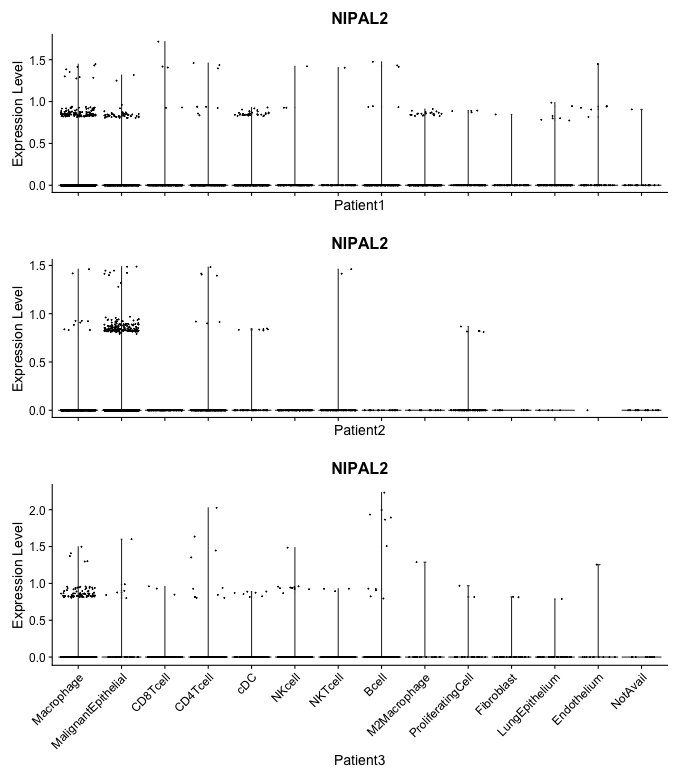 NIPAL2
Expression Level
1.5
1.0
0.5
0.0
Patient1
NIPAL2
Expression Level
1.5
1.0
0.5
0.0
Patient2
NIPAL2
Expression Level
2.0
1.5
1.0
0.5
0.0
Macrophage
MalignantEpithelial
CD8Tcell
CD4Tcell
cDC
NKcell
NKTcell
Bcell
M2Macrophage
ProliferatingCell
Fibroblast
LungEpithelium
Endothelium
NotAvail
Patient3